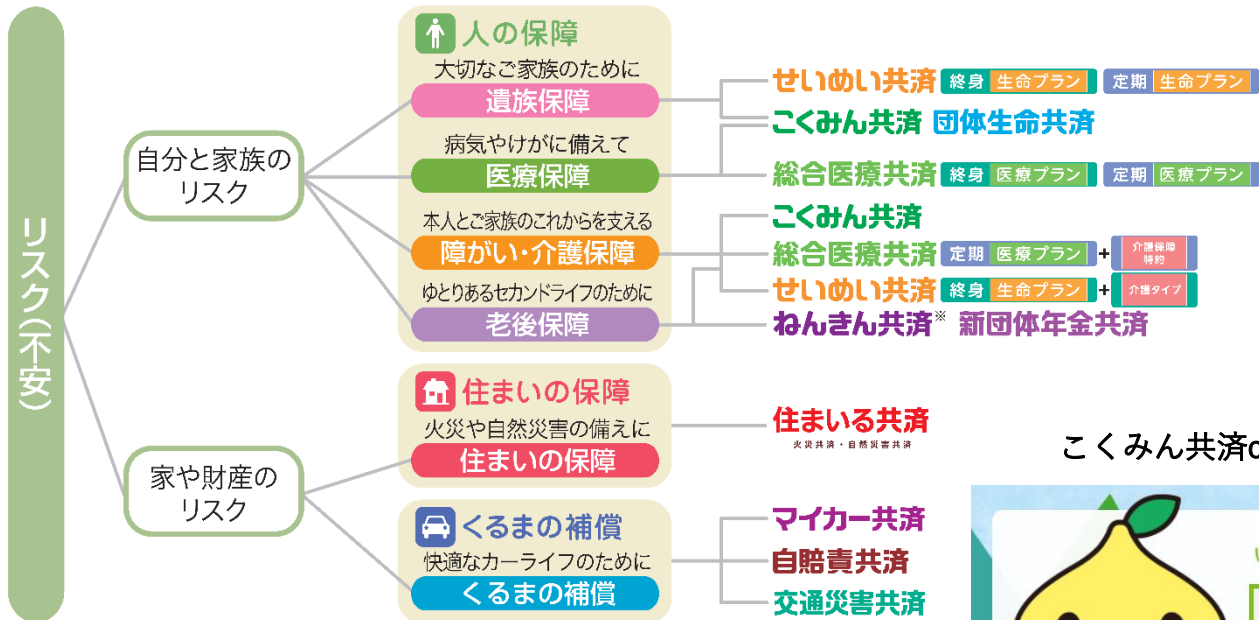 リスク(不安)
自分と家族の
リスク
人の保障
大切なご家族のために
遺族保障
病気やけがに備えて
医療保障
本人とご家族のこれからを支える
障がい・介護保障
ゆとりあるセカンドライフのために
老後保障
せいめい共済 終身 生命プラン 定期 生命プラン
こくみん共済 団体生命共済
総合医療共済 終身 医療プラン 定期 医療プラン
こくみん共済
総合医療共済 定期 医療プラン + 介護保障
特約
せいめい共済 終身 生命プラン + 介護タイプ
ねんきん共済※ 新団体年金共済
家や財産の
リスク
住まいの保障
火災や自然災害の備えに
住まいの保障
住まいる共済
火災共済・自然災害共済
くるまの補償
快適なカーライフのために
くるまの補償
マイカー共済
自賠責共済
交通災害共済
こくみん共済c